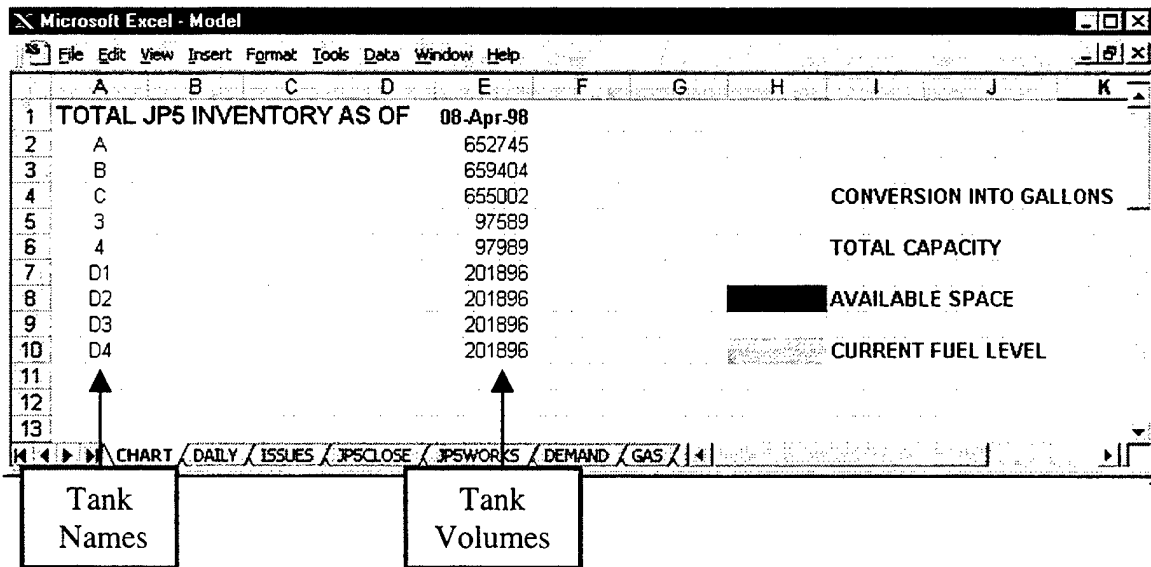 Microsoft Excel - Model
File Edit View Insert Format Tools Data Window Help
A B C D E F G H I J K
1 TOTAL JP5 INVENTORY AS OF 08-Apr-98
2 A 652745
3 B 659404
4 C 655002 CONVERSION INTO GALLONS
5 3 97589
6 4 97989 TOTAL CAPACITY
7 D1 201896
8 D2 201896 AVAILABLE SPACE
9 D3 201896
10 D4 201896 CURRENT FUEL LEVEL
11
12
13
CHART DAILY ISSUES JP5CLOSE JP5WORKS DEMAND GAS
Tank Names
Tank Volumes